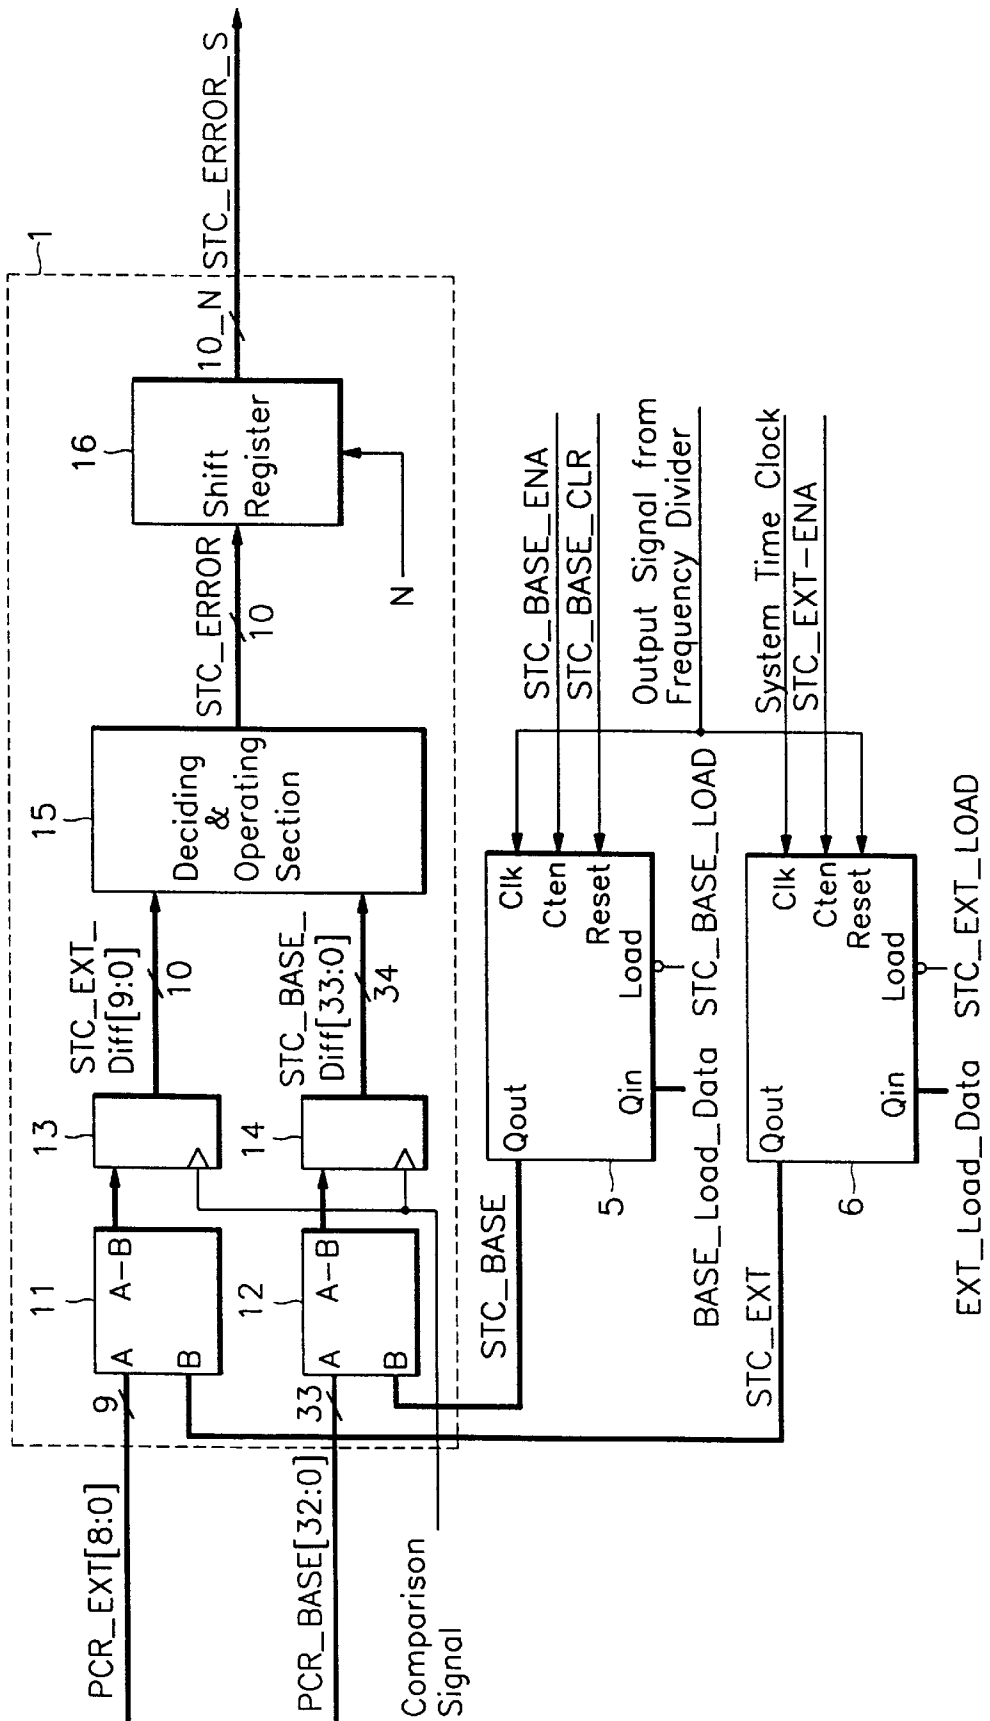 1
PCR_EXT[8:0]
9
11
A
A-B
B
13
STC_EXT_
Diff[9:0]
10
15
Deciding
&
Operating
Section
STC_ERROR
10
16
Shift
Register
N
10_N
STC_ERROR_S
PCR_BASE[32:0]
33
12
A
A-B
B
14
STC_BASE_
Diff[33:0]
34
Comparison
Signal
STC_BASE
Qout
Clk
Cten
Reset
Qin
Load
5
BASE_Load_Data
STC_BASE_LOAD
STC_BASE_ENA
STC_BASE_CLR
Output Signal from
Frequency Divider
STC_EXT
Qout
Clk
Cten
Reset
Qin
Load
6
EXT_Load_Data
STC_EXT_LOAD
System Time Clock
STC_EXT-ENA